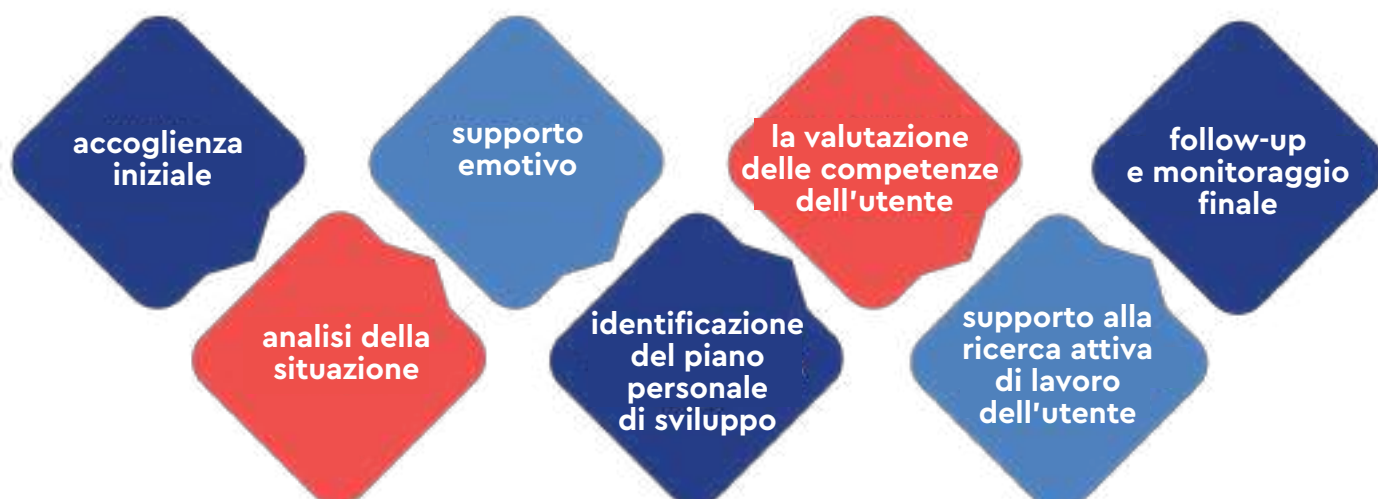 accoglienza
iniziale
analisi della
situazione
supporto
emotivo
identificazione
del piano
personale
di sviluppo
la valutazione
delle competenze
dell'utente
supporto alla
ricerca attiva
di lavoro
dell'utente
follow-up
e monitoraggio
finale